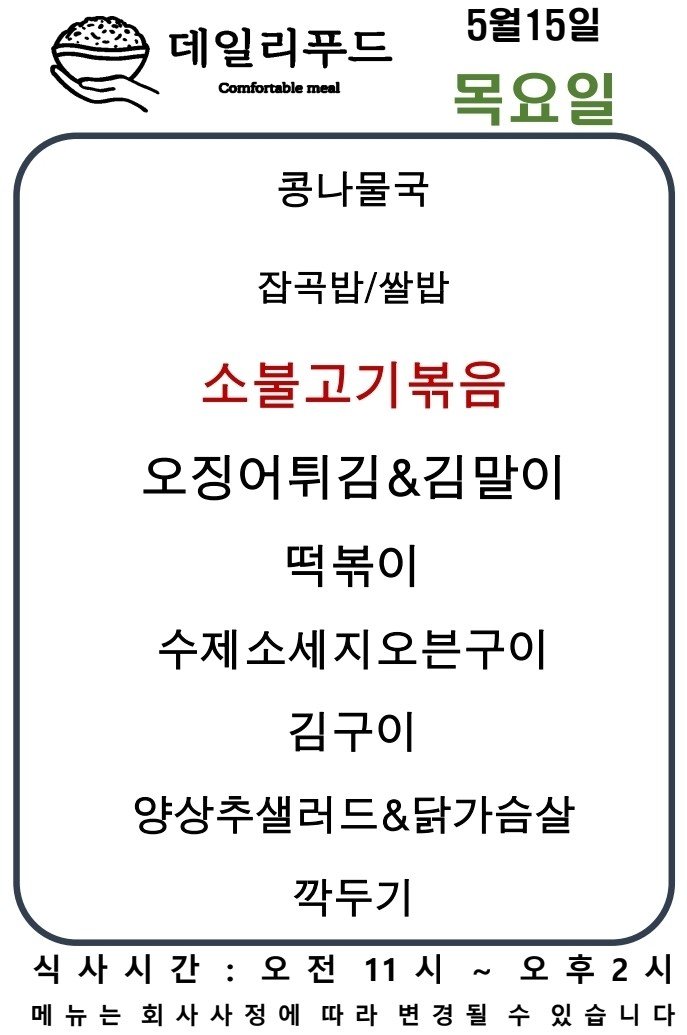 데일리푸드
Comfortable meal
5월15일
목요일
콩나물국
잡곡밥/쌀밥
소불고기볶음
오징어튀김&김말이
떡볶이
수제소세지오븐구이
김구이
양상추샐러드&닭가슴살
깍두기
식사시간 : 오전 11시 ~ 오후2시
메뉴는 회사사정에 따라 변경될 수 있습니다